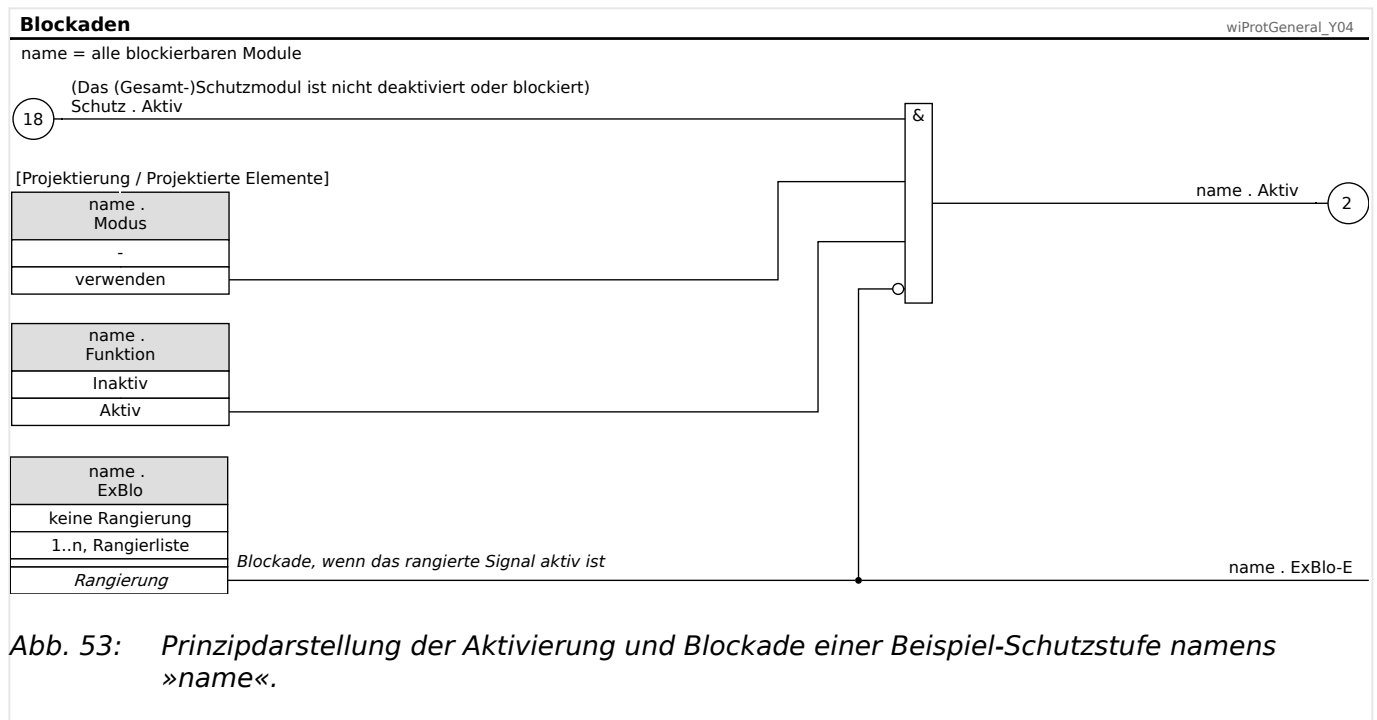 Blockaden
wiProtGeneral_Y04
name = alle blockierbaren Module
(Das (Gesamt-)Schutzmodul ist nicht deaktiviert oder blockiert)
Schutz . Aktiv
18
&
[Projektierung / Projektierte Elemente]
name .
Modus
-
verwenden
name . Aktiv
2
name .
Funktion
Inaktiv
Aktiv
name .
ExBlo
keine Rangierung
1..n, Rangierliste
Rangierung
Blockade, wenn das rangierte Signal aktiv ist
name . ExBlo-E
Abb. 53: Prinzipdarstellung der Aktivierung und Blockade einer Beispiel-Schutzstufe namens
»name«.